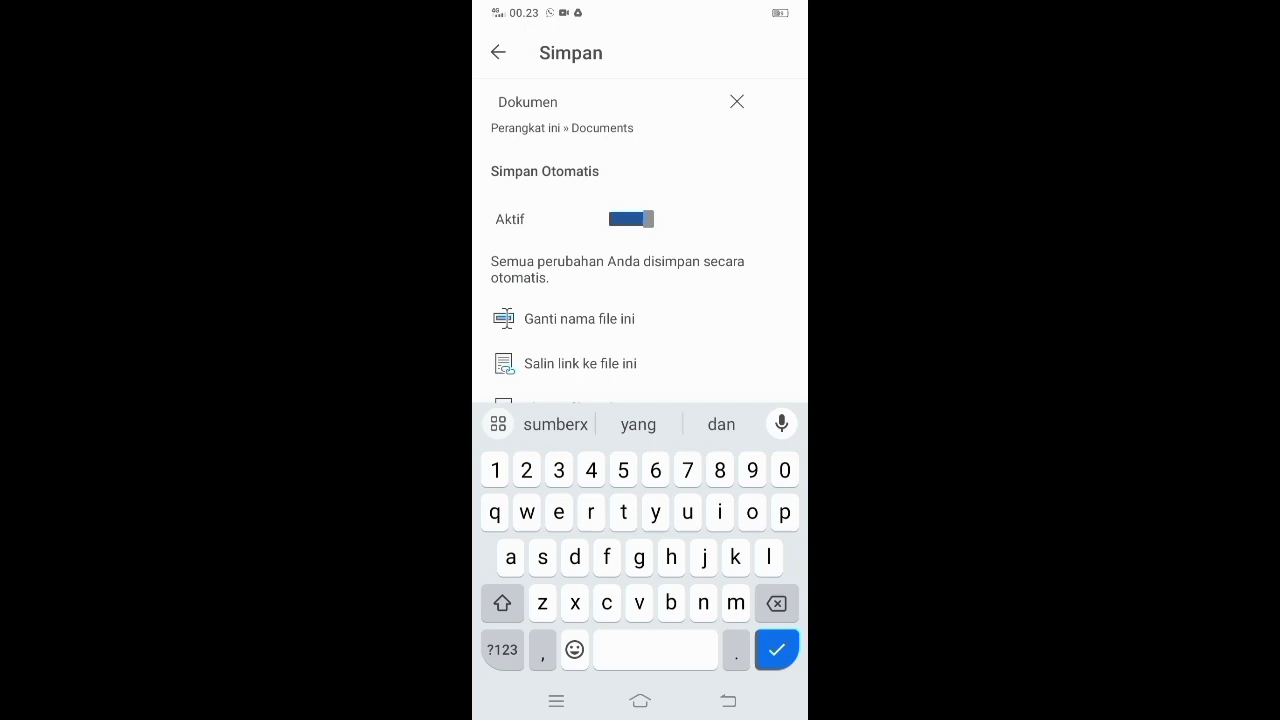 4G 00.23
Simpan
Dokumen
Perangkat ini » Documents
Simpan Otomatis
Aktif
Semua perubahan Anda disimpan secara
otomatis.
Ganti nama file ini
Salin link ke file ini
sumberx yang dan
1 2 3 4 5 6 7 8 9 0
q w e r t y u i o p
a s d f g h j k l
z x c v b n m
?123 , .